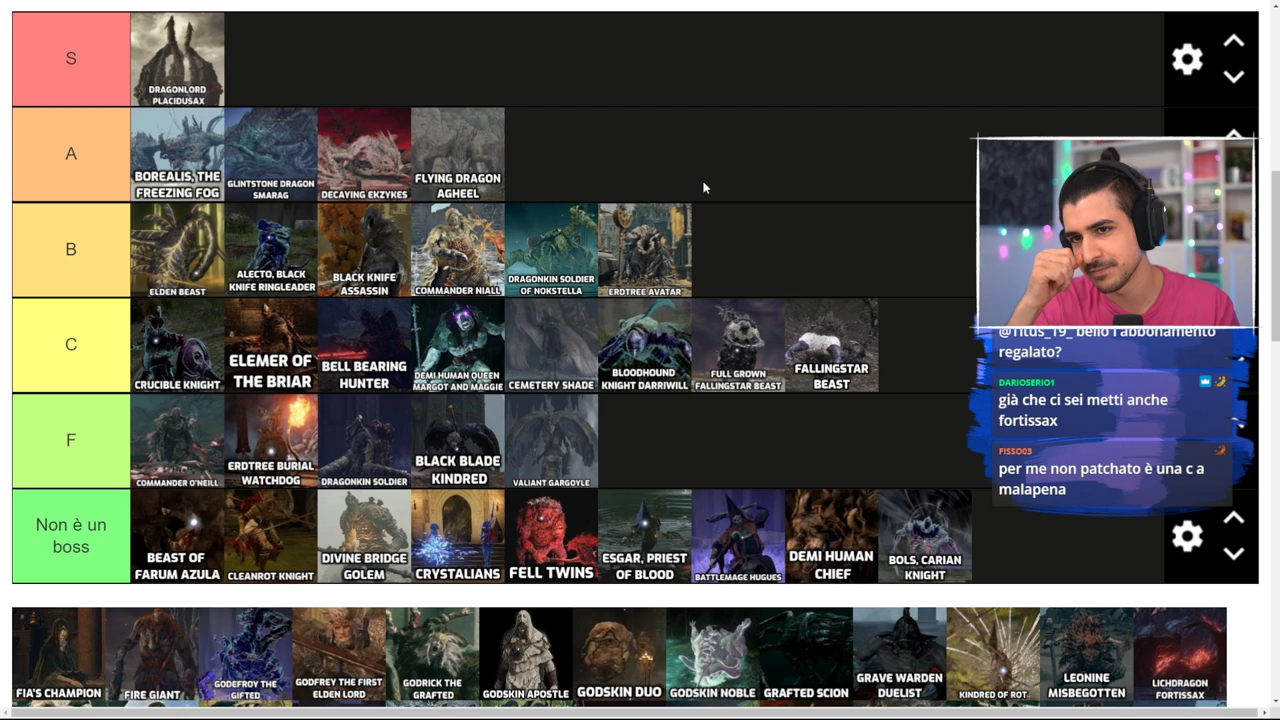 S
DRAGONLORD
PLACIDUSAX
A
BOREALIS, THE
FREEZING FOG
GLINTSTONE DRAGON
SMARAG
DECAYING EKZYKES
FLYING DRAGON
AGHEEL
B
ELDEN BEAST
ALECTO, BLACK
KNIFE RINGLEADER
BLACK KNIFE
ASSASSIN
COMMANDER NIALL
DRAGONKIN SOLDIER
OF NOKSTELLA
ERDTREE AVATAR
C
CRUCIBLE KNIGHT
ELEMER OF
THE BRIAR
BELL BEARING
HUNTER
DEMI HUMAN QUEEN
MARGOT AND MAGGIE
CEMETERY SHADE
BLOODHOUND
KNIGHT DARRIWILL
FULL GROWN
FALLINGSTAR BEAST
FALLINGSTAR
BEAST
F
COMMANDER O'NEILL
ERDTREE BURIAL
WATCHDOG
DRAGONKIN SOLDIER
BLACK BLADE
KINDRED
VALIANT GARGOYLE
Non è un
boss
BEAST OF
FARUM AZULA
CLEANROT KNIGHT
DIVINE BRIDGE
GOLEM
CRYSTALIANS
FELL TWINS
ESGAR, PRIEST
OF BLOOD
BATTLEMAGE HUGUES
DEMI HUMAN
CHIEF
BOLS, CARIAN
KNIGHT
@Titus_19_ bello l'abbonamento
regalato?
DARIOSERIO1
già che ci sei metti anche
fortissax
FISSO03
per me non patchato è una c a
malapena
FIA'S CHAMPION
FIRE GIANT
GODEFROY THE
GIFTED
GODFREY THE FIRST
ELDEN LORD
GODRICK THE
GRAFTED
GODSKIN APOSTLE
GODSKIN DUO
GODSKIN NOBLE
GRAFTED SCION
GRAVE WARDEN
DUELIST
KINDRED OF ROT
LEONINE
MISBEGOTTEN
LICHDRAGON
FORTISSAX